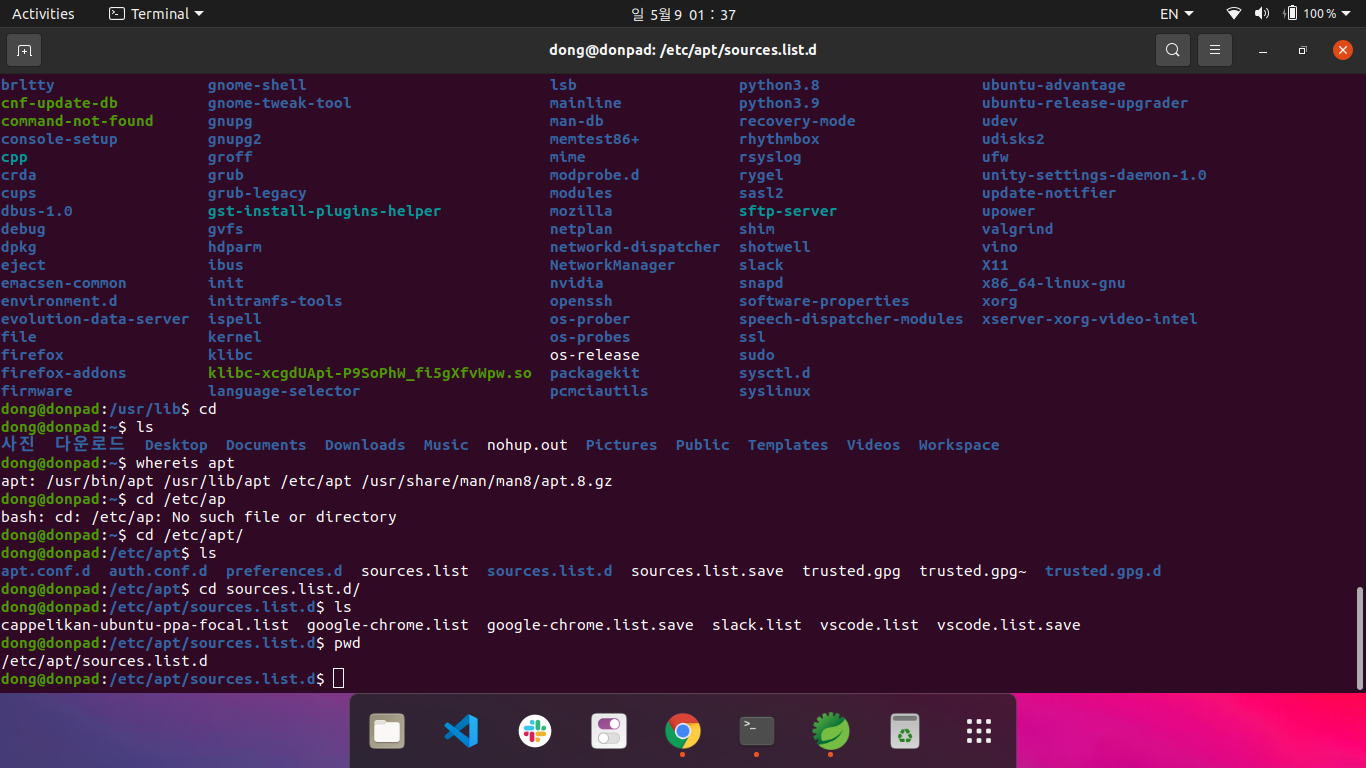 Activities Terminal 일 5월 9 01 : 37 EN 100 %
dong@donpad: /etc/apt/sources.list.d
brltty gnome-shell lsb python3.8 ubuntu-advantage
cnf-update-db gnome-tweak-tool mainline python3.9 ubuntu-release-upgrader
command-not-found gnupg man-db recovery-mode udev
console-setup gnupg2 memtest86+ rhythmbox udisks2
cpp groff mime rsyslog ufw
crda grub modprobe.d rygel unity-settings-daemon-1.0
cups grub-legacy modules sasl2 update-notifier
dbus-1.0 gst-install-plugins-helper mozilla sftp-server upower
debug gvfs netplan shim valgrind
dpkg hdparm networkd-dispatcher shotwell vino
eject ibus NetworkManager slack X11
emacsen-common init nvidia snapd x86_64-linux-gnu
environment.d initramfs-tools openssh software-properties xorg
evolution-data-server ispell os-prober speech-dispatcher-modules xserver-xorg-video-intel
file kernel os-probes ssl
firefox klibc os-release sudo
firefox-addons klibc-xcgdUApi-P9SoPhW_fi5gXfvWpw.so packagekit sysctl.d
firmware language-selector pcmciautils syslinux
dong@donpad:/usr/lib$ cd
dong@donpad:~$ ls
사진 다운로드 Desktop Documents Downloads Music nohup.out Pictures Public Templates Videos Workspace
dong@donpad:~$ whereis apt
apt: /usr/bin/apt /usr/lib/apt /etc/apt /usr/share/man/man8/apt.8.gz
dong@donpad:~$ cd /etc/ap
bash: cd: /etc/ap: No such file or directory
dong@donpad:~$ cd /etc/apt/
dong@donpad:/etc/apt$ ls
apt.conf.d auth.conf.d preferences.d sources.list sources.list.d sources.list.save trusted.gpg trusted.gpg~ trusted.gpg.d
dong@donpad:/etc/apt$ cd sources.list.d/
dong@donpad:/etc/apt/sources.list.d$ ls
cappelikan-ubuntu-ppa-focal.list google-chrome.list google-chrome.list.save slack.list vscode.list vscode.list.save
dong@donpad:/etc/apt/sources.list.d$ pwd
/etc/apt/sources.list.d
dong@donpad:/etc/apt/sources.list.d$